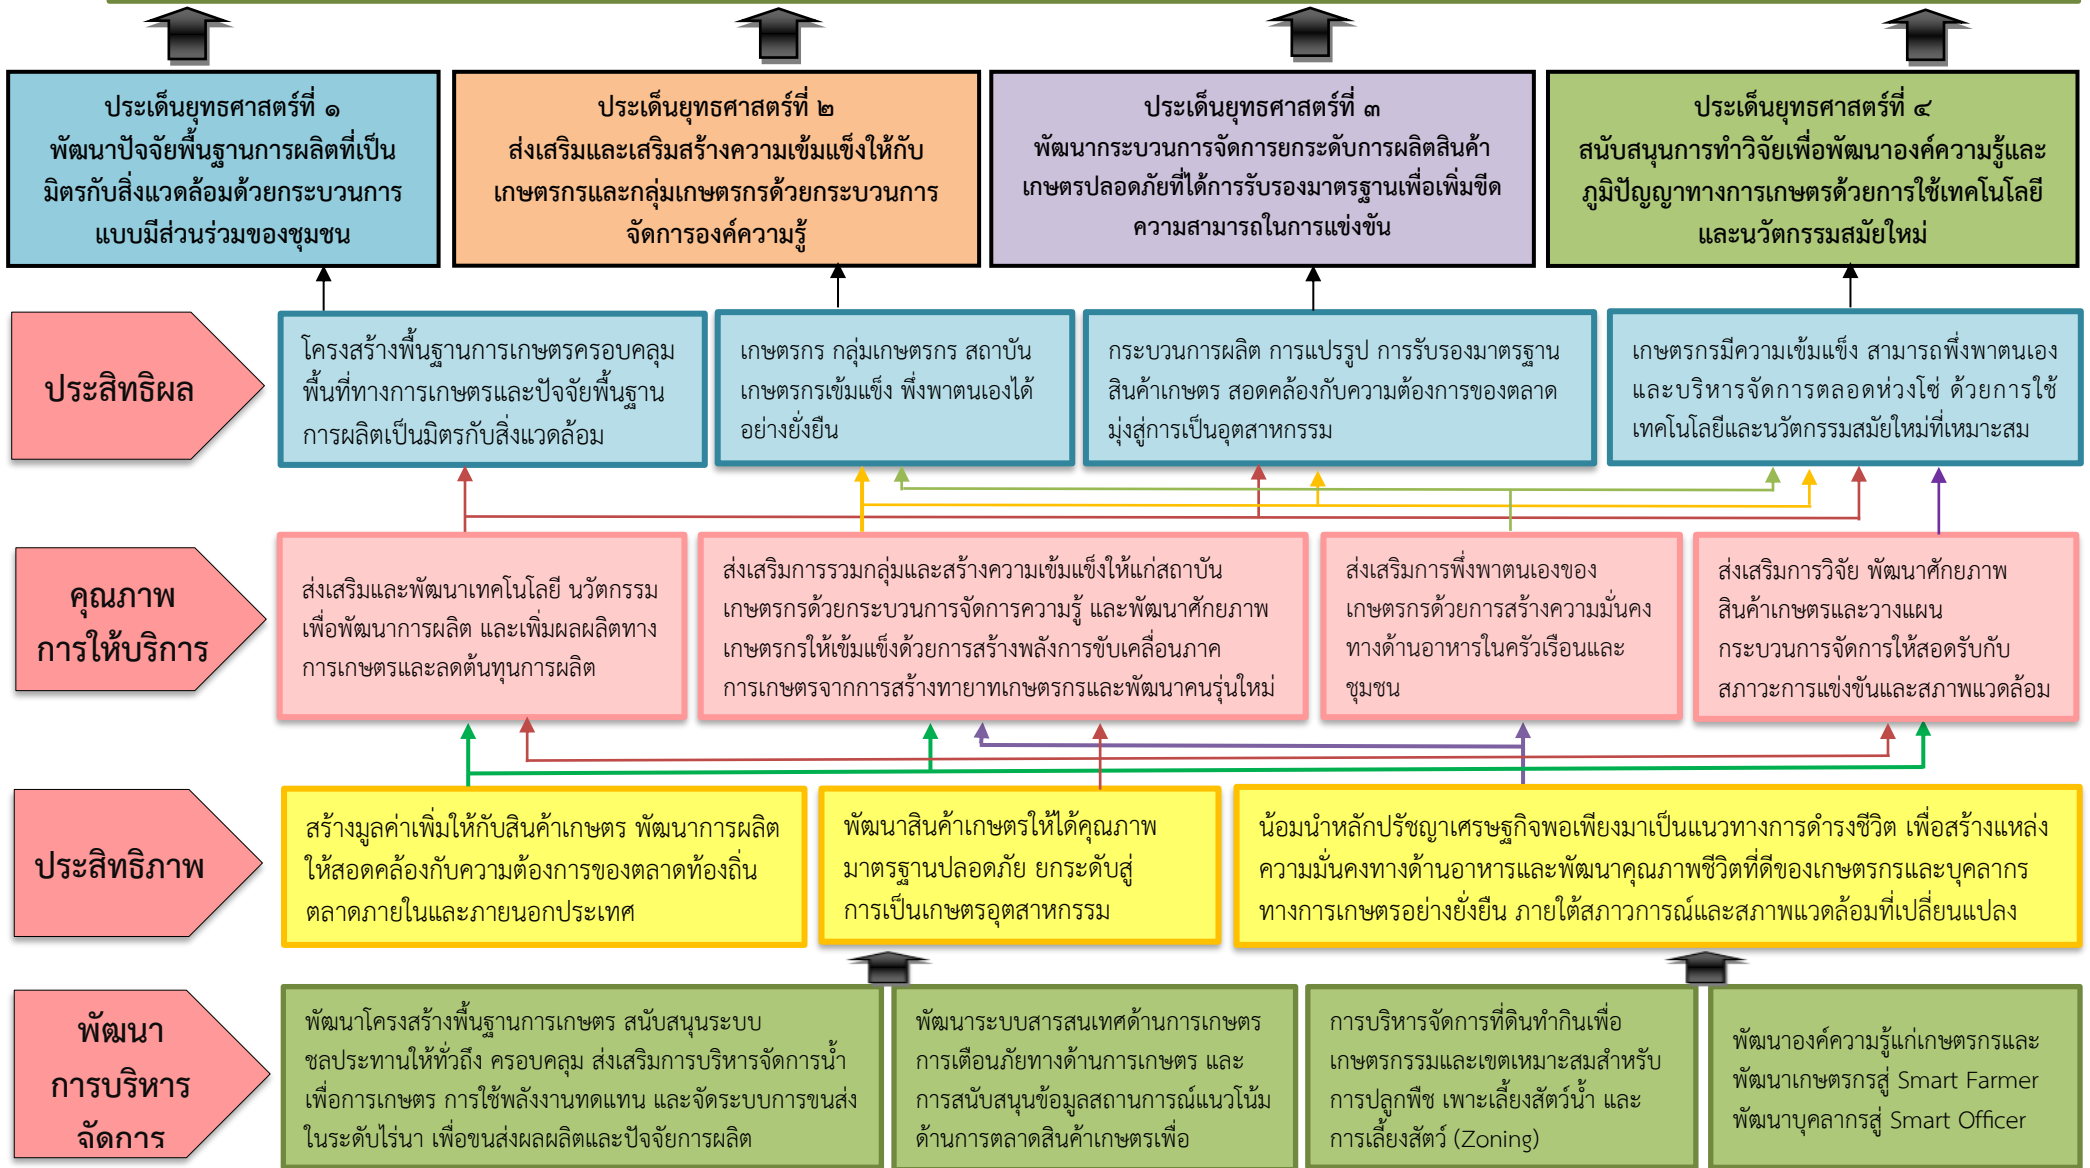 ประเด็นยุทธศาสตร์ที่ ๑
พัฒนาปัจจัยพื้นฐานการผลิตที่เป็น
มิตรกับสิ่งแวดล้อมด้วยกระบวนการ
แบบมีส่วนร่วมของชุมชน
ประเด็นยุทธศาสตร์ที่ ๒
ส่งเสริมและเสริมสร้างความเข้มแข็งให้กับ
เกษตรกรและกลุ่มเกษตรกรด้วยกระบวนการ
จัดการองค์ความรู้
ประเด็นยุทธศาสตร์ที่ ๓
พัฒนากระบวนการจัดการยกระดับการผลิตสินค้า
เกษตรปลอดภัยที่ได้การรับรองมาตรฐานเพื่อเพิ่มขีด
ความสามารถในการแข่งขัน
ประเด็นยุทธศาสตร์ที่ ๔
สนับสนุนการทำวิจัยเพื่อพัฒนาองค์ความรู้และ
ภูมิปัญญาทางการเกษตรด้วยการใช้เทคโนโลยี
และนวัตกรรมสมัยใหม่
ประสิทธิผล
โครงสร้างพื้นฐานการเกษตรครอบคลุม
พื้นที่ทางการเกษตรและปัจจัยพื้นฐาน
การผลิตเป็นมิตรกับสิ่งแวดล้อม
เกษตรกร กลุ่มเกษตรกร สถาบัน
เกษตรกรเข้มแข็ง พึ่งพาตนเองได้
อย่างยั่งยืน
กระบวนการผลิต การแปรรูป การรับรองมาตรฐาน
สินค้าเกษตร สอดคล้องกับความต้องการของตลาด
มุ่งสู่การเป็นอุตสาหกรรม
เกษตรกรมีความเข้มแข็ง สามารถพึ่งพาตนเอง
และบริหารจัดการตลอดห่วงโซ่ ด้วยการใช้
เทคโนโลยีและนวัตกรรมสมัยใหม่ที่เหมาะสม
คุณภาพ
การให้บริการ
ส่งเสริมและพัฒนาเทคโนโลยี นวัตกรรม
เพื่อพัฒนาการผลิต และเพิ่มผลผลิตทาง
การเกษตรและลดต้นทุนการผลิต
ส่งเสริมการรวมกลุ่มและสร้างความเข้มแข็งให้แก่สถาบัน
เกษตรกรด้วยกระบวนการจัดการความรู้ และพัฒนาศักยภาพ
เกษตรกรให้เข้มแข็งด้วยการสร้างพลังการขับเคลื่อนภาค
การเกษตรจากการสร้างทายาทเกษตรกรและพัฒนาคนรุ่นใหม่
ส่งเสริมการพึ่งพาตนเองของ
เกษตรกรด้วยการสร้างความมั่นคง
ทางด้านอาหารในครัวเรือนและ
ชุมชน
ส่งเสริมการวิจัย พัฒนาศักยภาพ
สินค้าเกษตรและวางแผน
กระบวนการจัดการให้สอดรับกับ
สภาวะการแข่งขันและสภาพแวดล้อม
ประสิทธิภาพ
สร้างมูลค่าเพิ่มให้กับสินค้าเกษตร พัฒนาการผลิต
ให้สอดคล้องกับความต้องการของตลาดท้องถิ่น
ตลาดภายในและภายนอกประเทศ
พัฒนาสินค้าเกษตรให้ได้คุณภาพ
มาตรฐานปลอดภัย ยกระดับสู่
การเป็นเกษตรอุตสาหกรรม
น้อมนำหลักปรัชญาเศรษฐกิจพอเพียงมาเป็นแนวทางการดำรงชีวิต เพื่อสร้างแหล่ง
ความมั่นคงทางด้านอาหารและพัฒนาคุณภาพชีวิตที่ดีของเกษตรกรและบุคลากร
ทางการเกษตรอย่างยั่งยืน ภายใต้สภาวการณ์และสภาพแวดล้อมที่เปลี่ยนแปลง
พัฒนา
การบริหาร
จัดการ
พัฒนาโครงสร้างพื้นฐานการเกษตร สนับสนุนระบบ
ชลประทานให้ทั่วถึง ครอบคลุม ส่งเสริมการบริหารจัดการน้ำ
เพื่อการเกษตร การใช้พลังงานทดแทน และจัดระบบการขนส่ง
ในระดับไร่นา เพื่อขนส่งผลผลิตและปัจจัยการผลิต
พัฒนาระบบสารสนเทศด้านการเกษตร
การเตือนภัยทางด้านการเกษตร และ
การสนับสนุนข้อมูลสถานการณ์แนวโน้ม
ด้านการตลาดสินค้าเกษตรเพื่อ
การบริหารจัดการที่ดินทำกินเพื่อ
เกษตรกรรมและเขตเหมาะสมสำหรับ
การปลูกพืช เพาะเลี้ยงสัตว์น้ำ และ
การเลี้ยงสัตว์ (Zoning)
พัฒนาองค์ความรู้แก่เกษตรกรและ
พัฒนาเกษตรกรสู่ Smart Farmer
พัฒนาบุคลากรสู่ Smart Officer